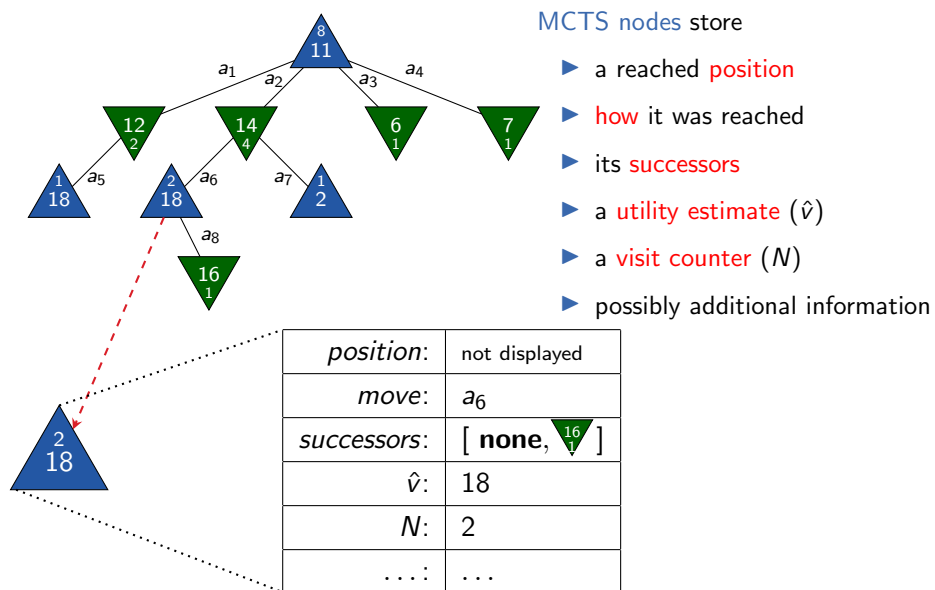 8
11
a₁
a₂
a₃
a₄
12
2
14
4
6
1
7
1
a₅
a₆
a₇
1
18
2
18
1
2
a₈
16
1
2
18
MCTS nodes store
▶ a reached position
▶ how it was reached
▶ its successors
▶ a utility estimate (v̂)
▶ a visit counter (N)
▶ possibly additional information
position: not displayed
move: a₆
successors: [ none, 16 1 ]
v̂: 18
N: 2
...: ...